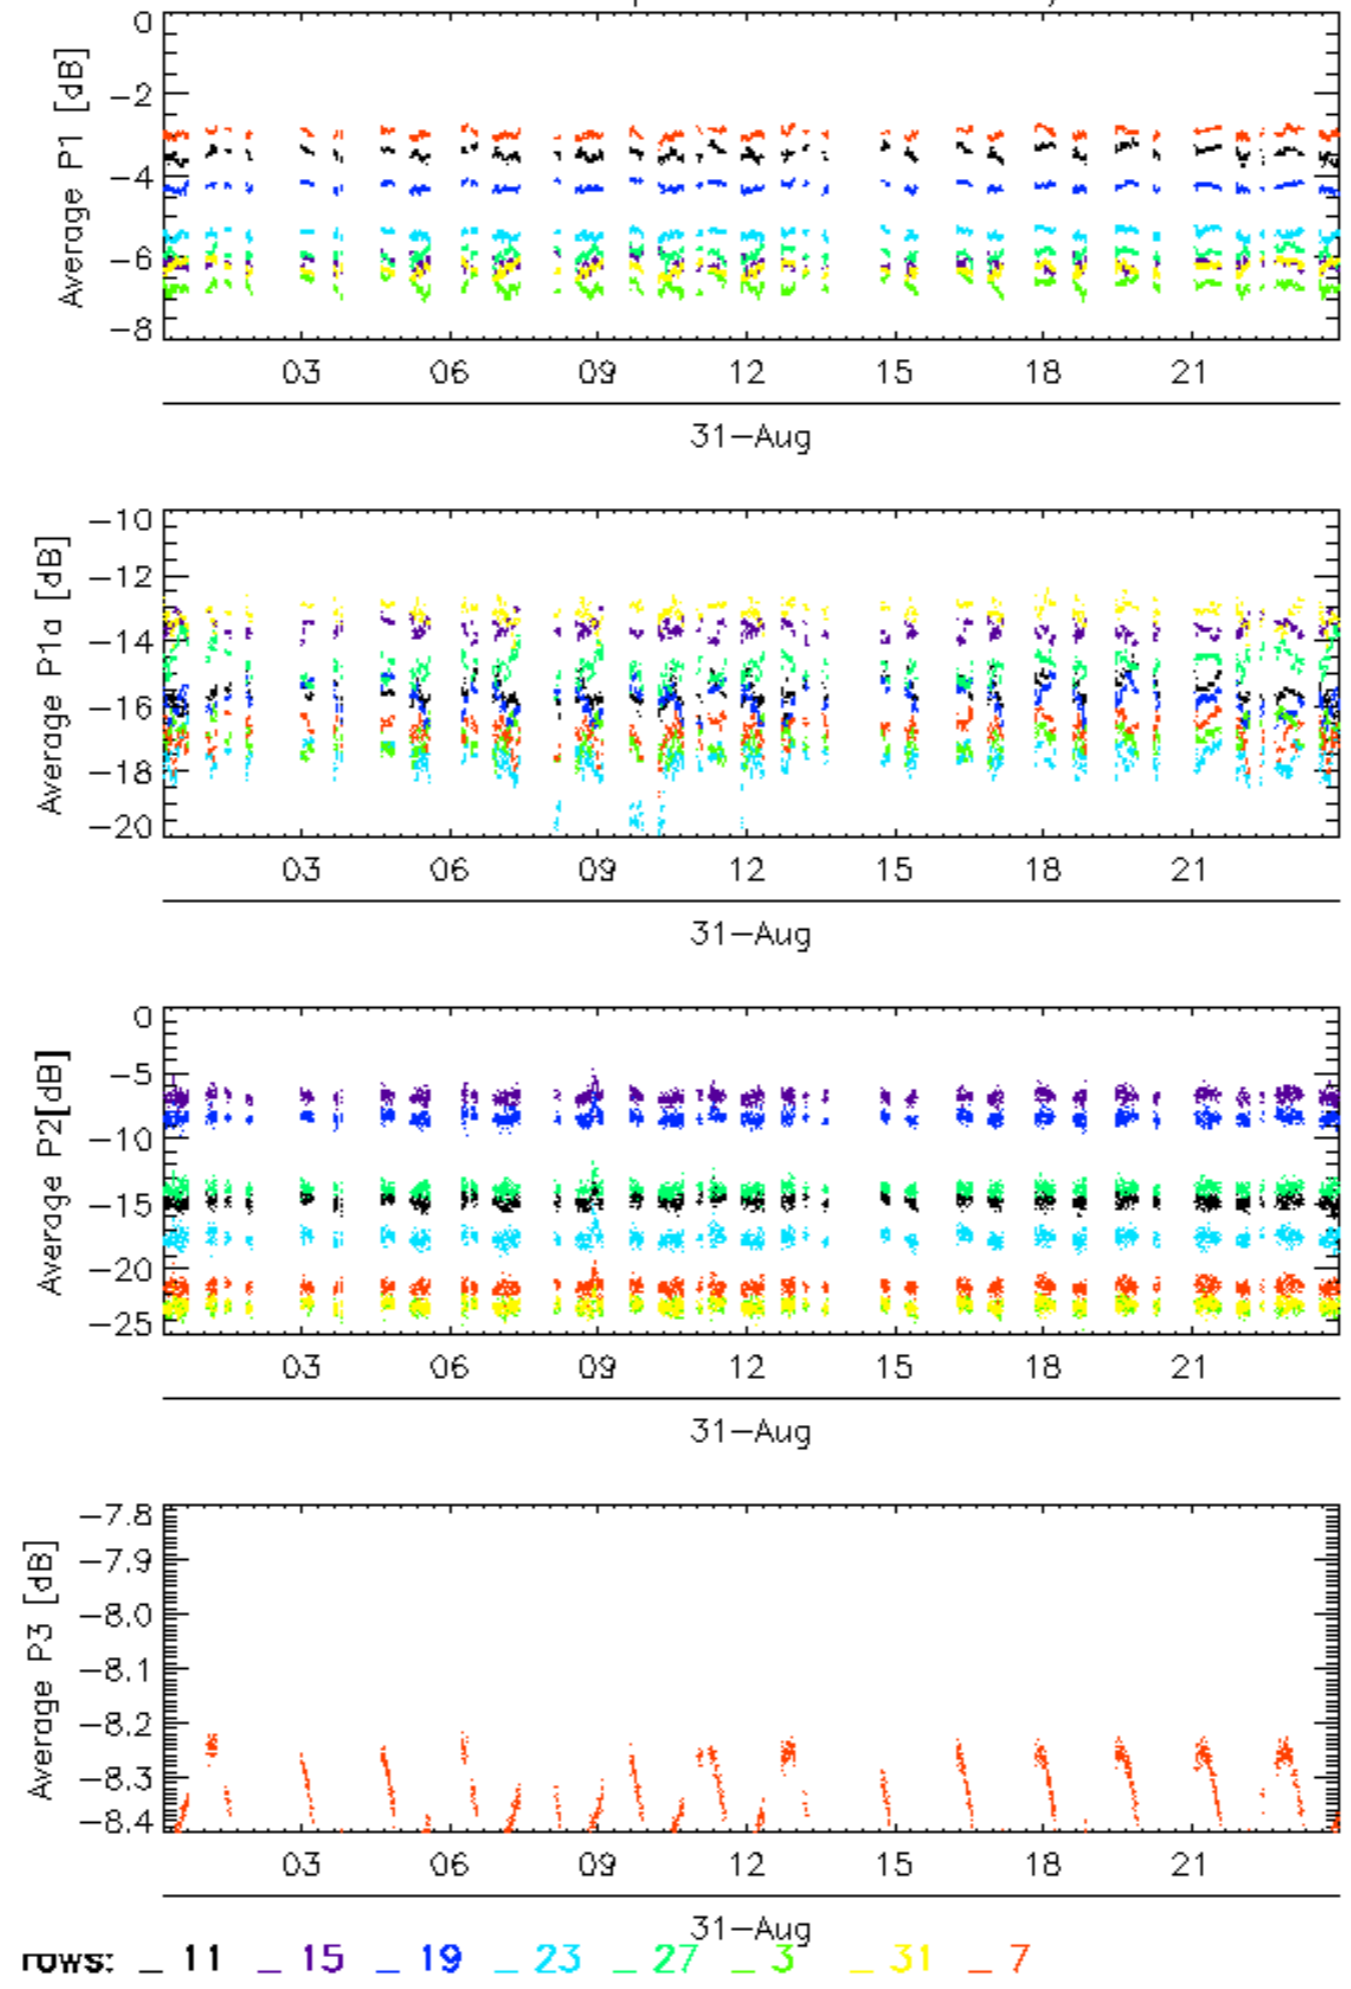 Average P1 [dB]
0
−2
−4
−6
−8
03 06 09 12 15 18 21
31−Aug
Average P1a [dB]
−10
−12
−14
−16
−18
−20
03 06 09 12 15 18 21
31−Aug
Average P2[dB]
0
−5
−10
−15
−20
−25
03 06 09 12 15 18 21
31−Aug
Average P3 [dB]
−7.8
−7.9
−8.0
−8.1
−8.2
−8.3
−8.4
03 06 09 12 15 18 21
31−Aug
rows: _ 11 _ 15 _ 19 _ 23 _ 27 _ 3 _ 31 _ 7